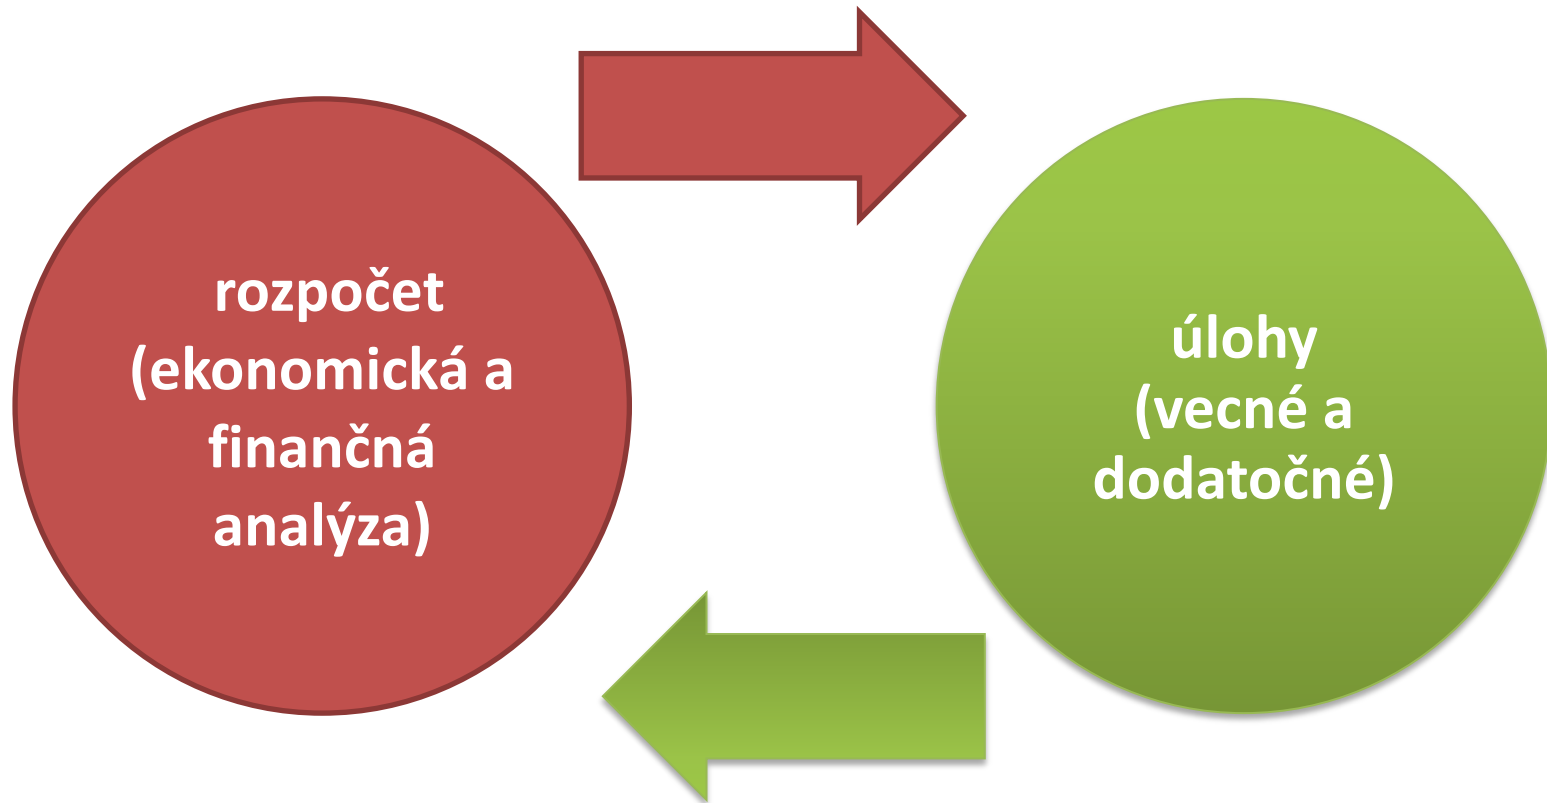 rozpočet
(ekonomická a
finančná
analýza)
úlohy
(vecné a
dodatočné)